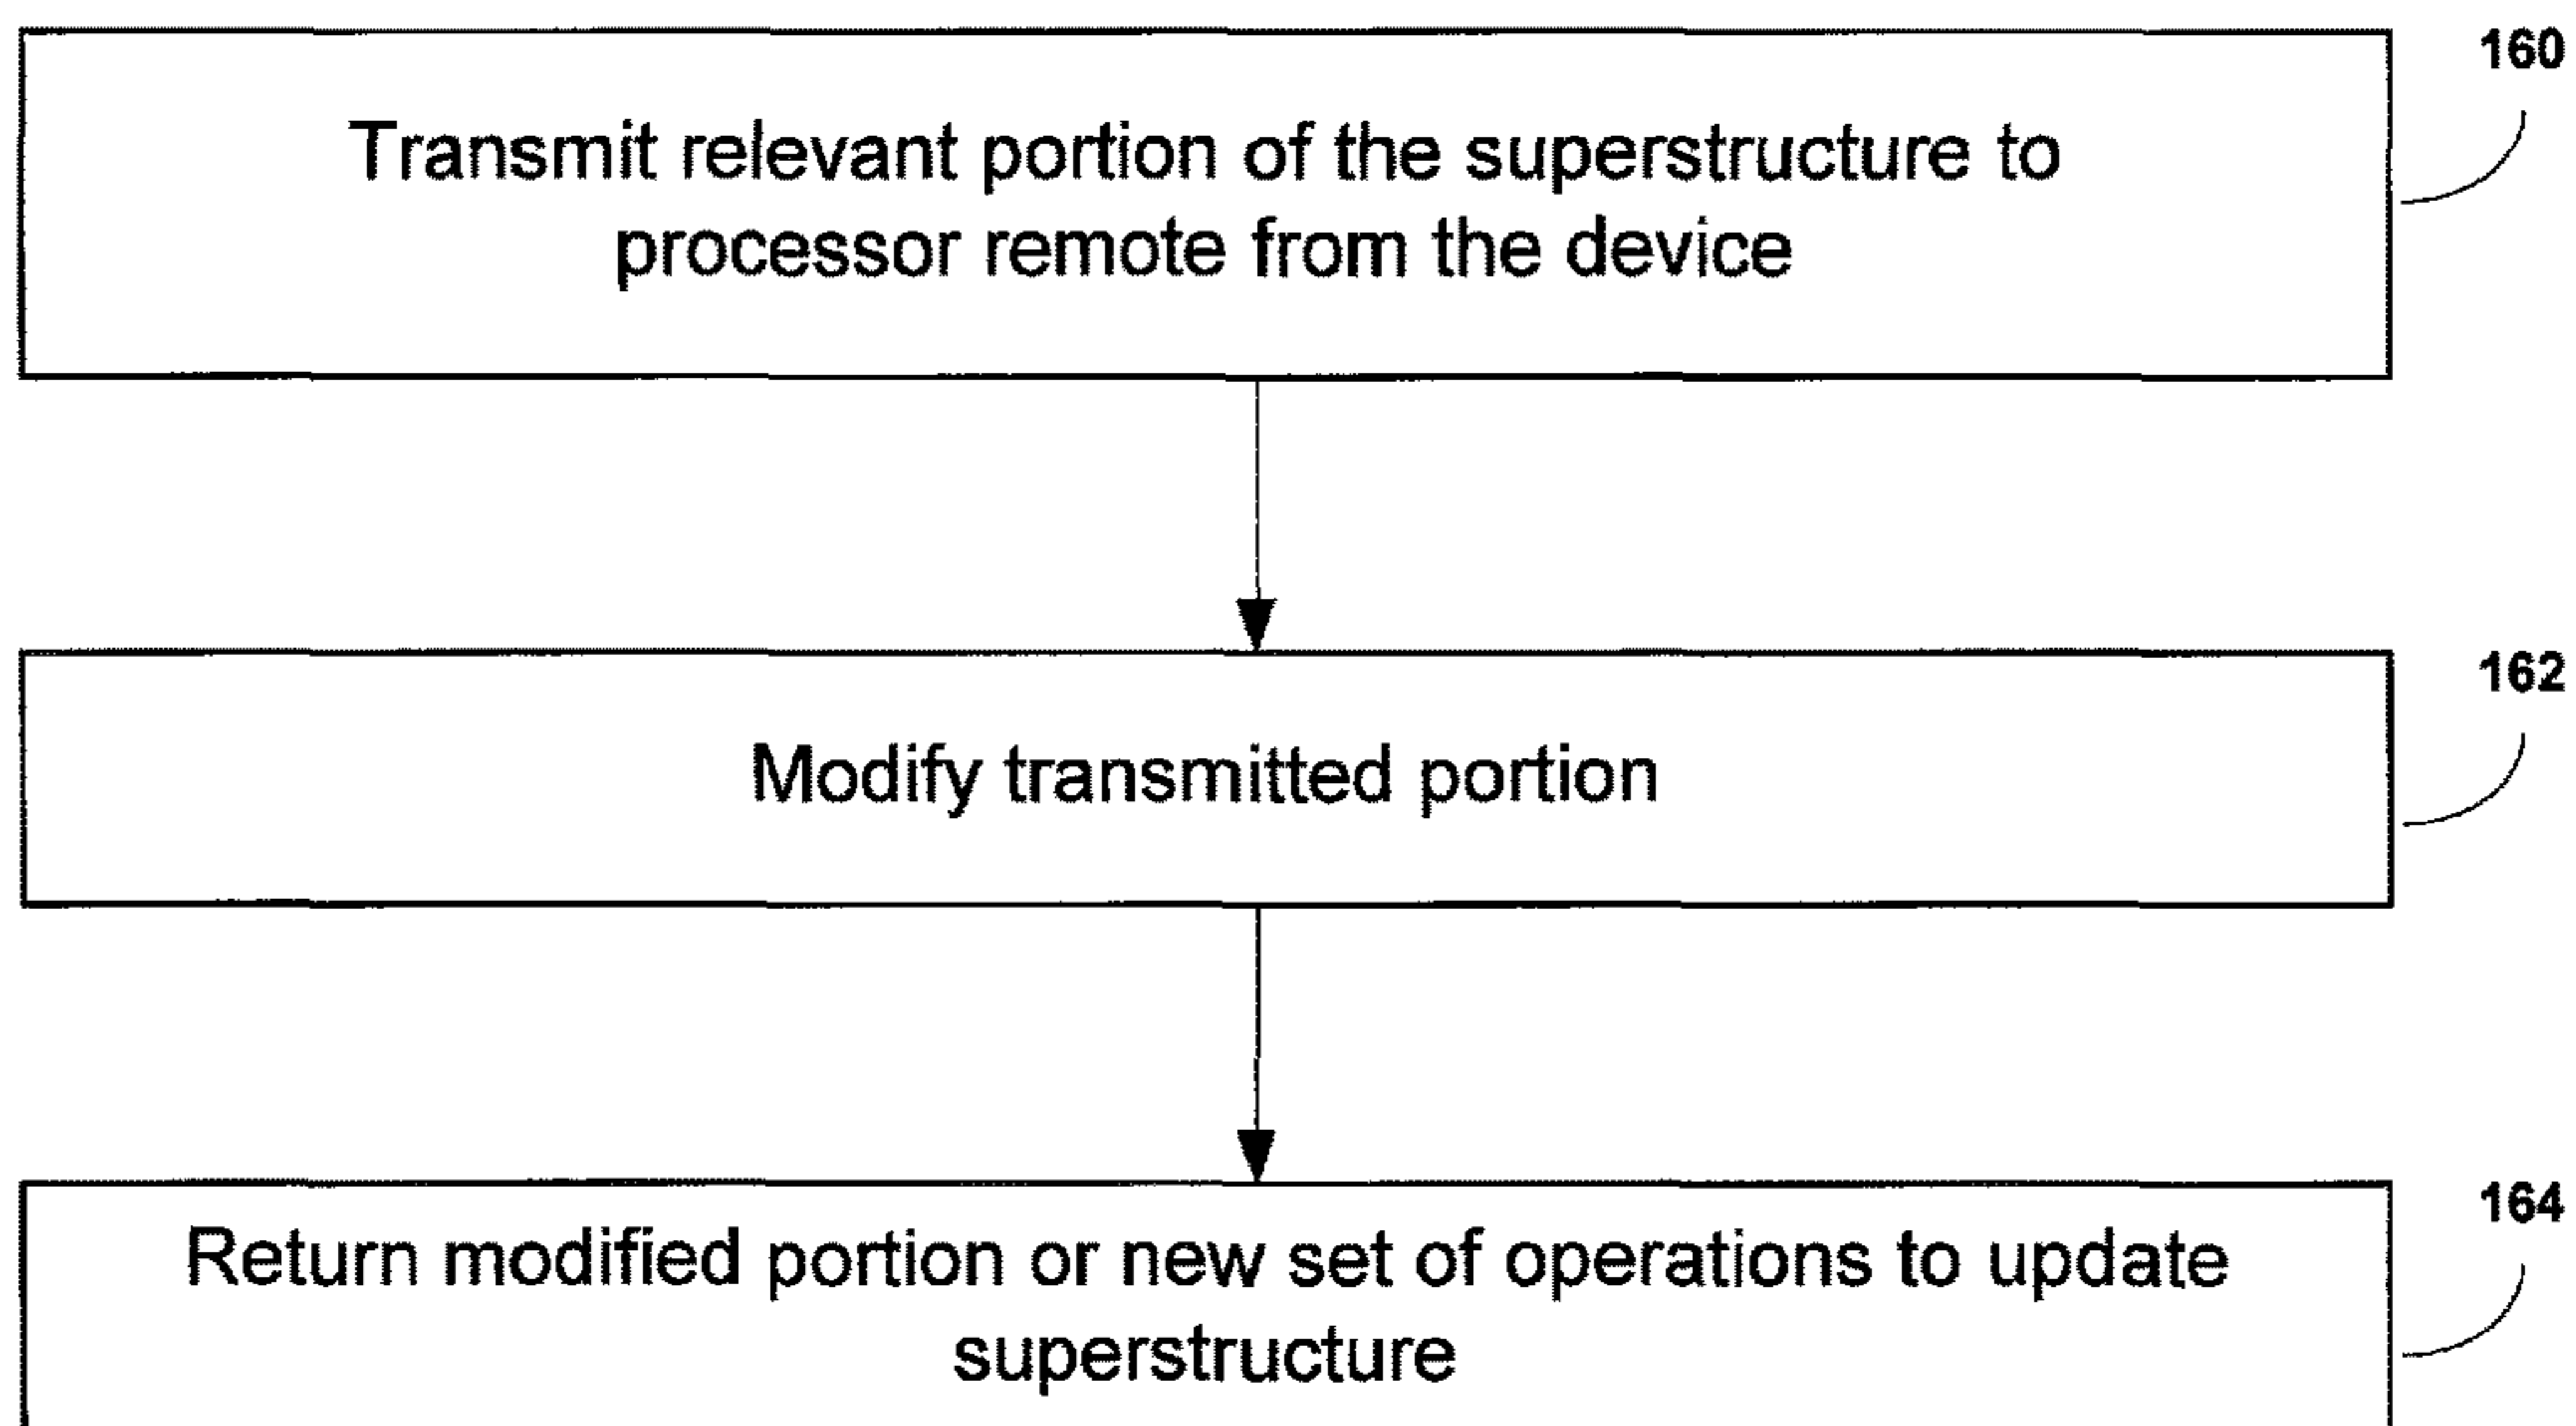 160
Transmit relevant portion of the superstructure to
processor remote from the device
162
Modify transmitted portion
164
Return modified portion or new set of operations to update
superstructure